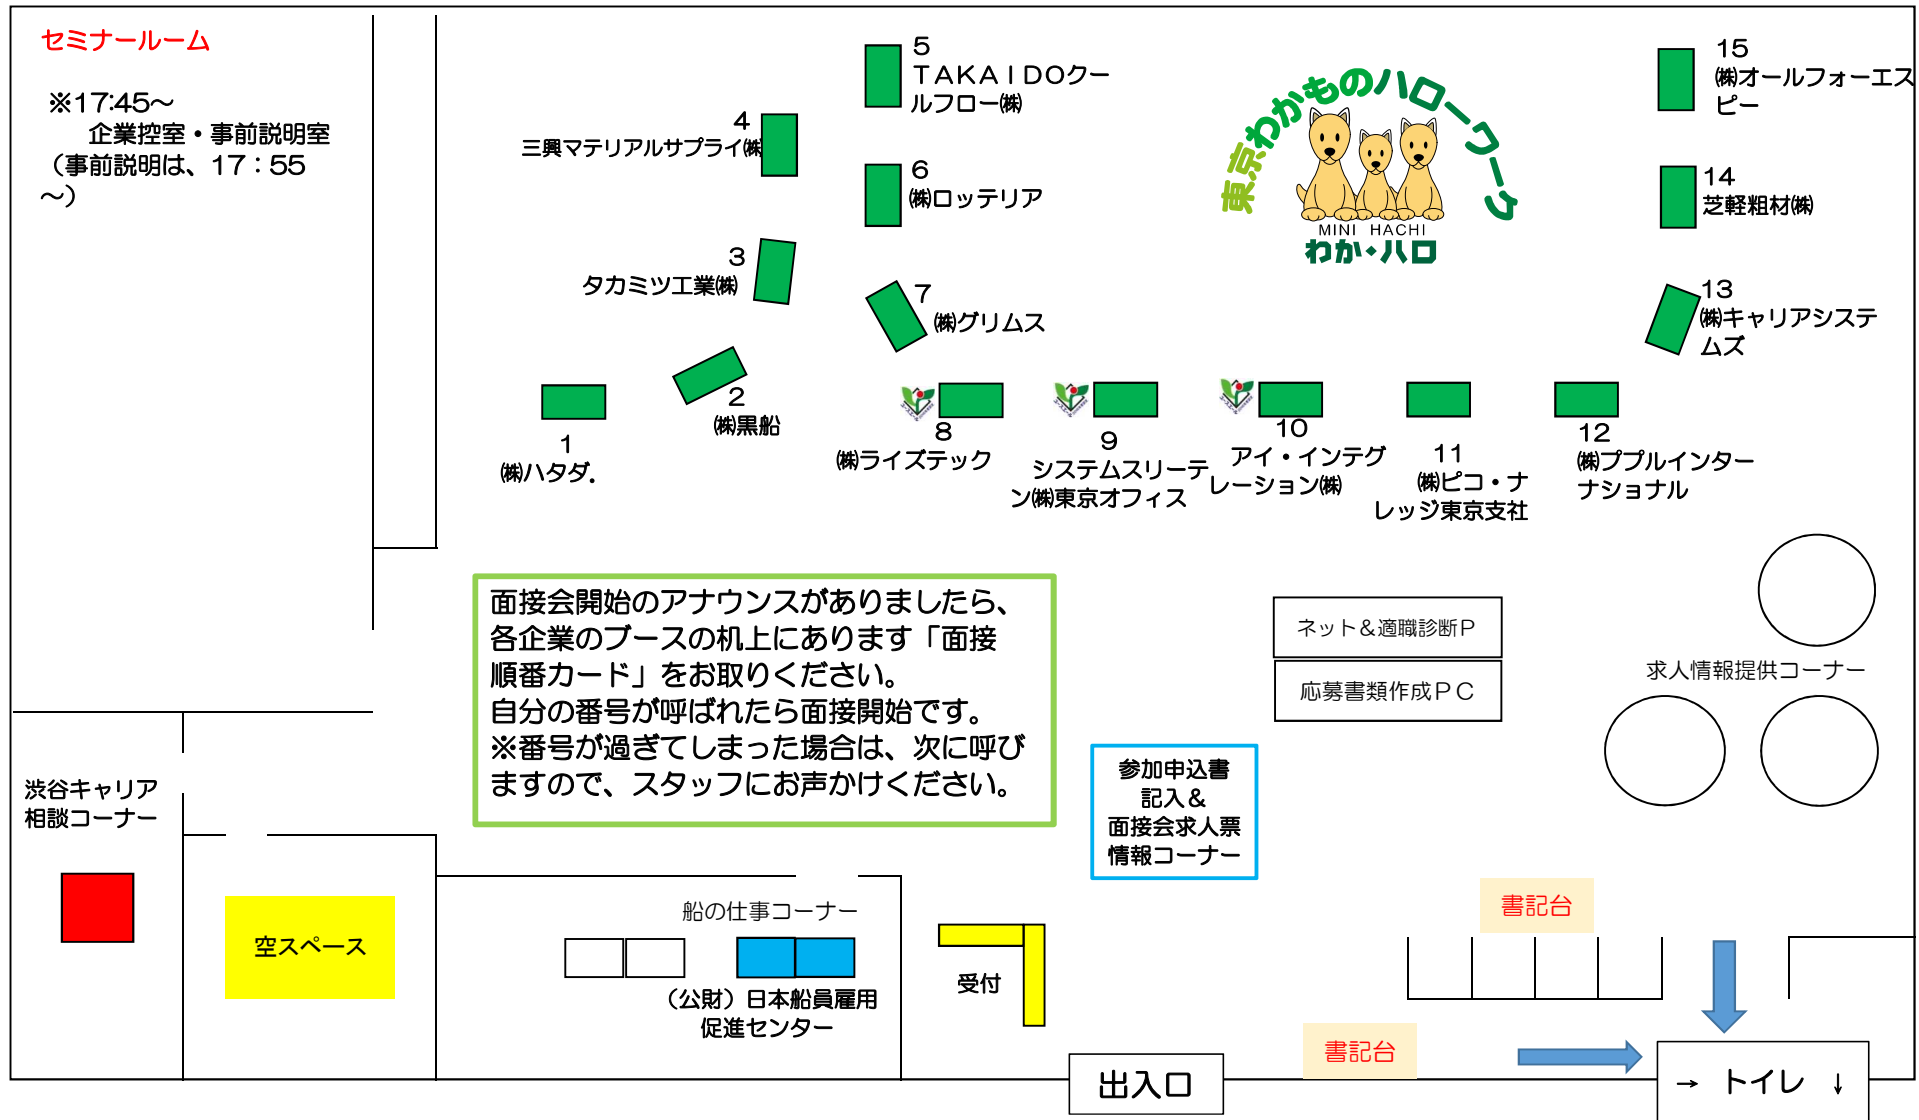 セミナールーム
※17:45～
企業控室・事前説明室
（事前説明は、17：55
～）
5
ＴＡＫＡＩＤＯクー
ルフロー㈱
4
三興マテリアルサプライ㈱
6
㈱ロッテリア
3
タカミツ工業㈱
7
㈱グリムス
2
㈱黒船
1
㈱ハタダ．
8
㈱ライズテック
9
システムスリーテ
ン㈱東京オフィス
10
アイ・インテグ
レーション㈱
11
㈱ピコ・ナ
レッジ東京支社
12
㈱ププルインター
ナショナル
13
㈱キャリアシステ
ムズ
14
芝軽粗材㈱
15
㈱オールフォーエス
ピー
東京わかものハローワーク
MINI HACHI
わか・ハロ
面接会開始のアナウンスがありましたら、
各企業のブースの机上にあります「面接
順番カード」をお取りください。
自分の番号が呼ばれたら面接開始です。
※番号が過ぎてしまった場合は、次に呼び
ますので、スタッフにお声かけください。
ネット＆適職診断Ｐ
応募書類作成ＰＣ
求人情報提供コーナー
参加申込書
記入＆
面接会求人票
情報コーナー
渋谷キャリア
相談コーナー
空スペース
船の仕事コーナー
（公財）日本船員雇用
促進センター
受付
書記台
書記台
出入口
→ トイレ ↓